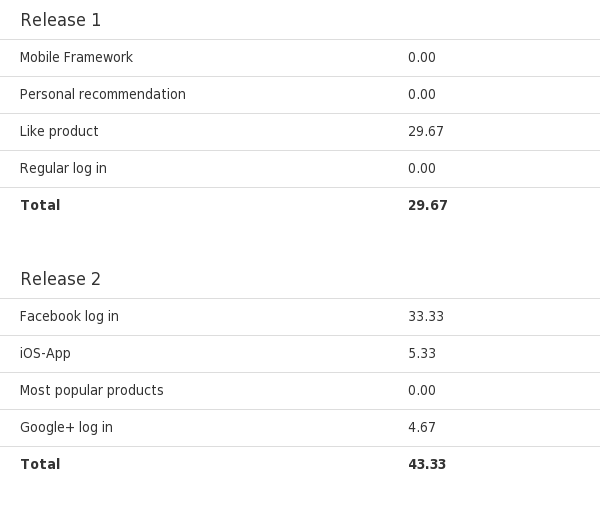 Release 1
Mobile Framework 0.00
Personal recommendation 0.00
Like product 29.67
Regular log in 0.00
Total 29.67
Release 2
Facebook log in 33.33
iOS-App 5.33
Most popular products 0.00
Google+ log in 4.67
Total 43.33